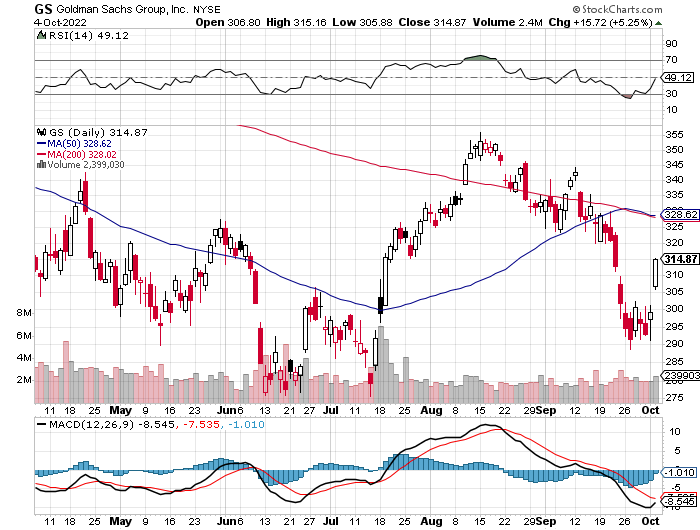 GS Goldman Sachs Group, Inc. NYSE © StockCharts.com
4-Oct-2022 Open 306.80 High 315.16 Low 305.88 Close 314.87 Volume 2.4M Chg +15.72 (+5.25%)
RSI(14) 49.12
90
70
49.12
30
10
GS (Daily) 314.87
MA(50) 328.62
MA(200) 328.02
Volume 2,399,030
355
350
345
340
335
328.62
325
320
314.87
310
305
300
295
290
285
280
275
8M
6M
4M
2M
2399030
11 18 25 May 9 16 23 Jun 6 13 21 27 Jul 11 18 25 Aug 8 15 22 29 Sep 12 19 26 Oct
MACD(12,26,9) -8.545, -7.535, -1.010
10
5
-1.010
-5
-8.545
11 18 25 May 9 16 23 Jun 6 13 21 27 Jul 11 18 25 Aug 8 15 22 29 Sep 12 19 26 Oct